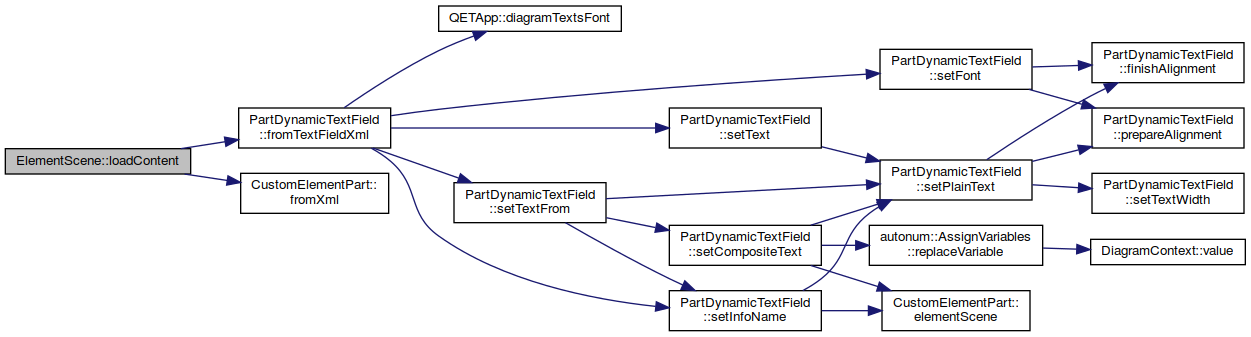 ElementScene::loadContent
PartDynamicTextField
::fromTextFieldXml
CustomElementPart::
fromXml
QETApp::diagramTextsFont
PartDynamicTextField
::setTextFrom
PartDynamicTextField
::setText
PartDynamicTextField
::setCompositeText
PartDynamicTextField
::setInfoName
PartDynamicTextField
::setFont
PartDynamicTextField
::setPlainText
autonum::AssignVariables
::replaceVariable
CustomElementPart::
elementScene
PartDynamicTextField
::finishAlignment
PartDynamicTextField
::prepareAlignment
PartDynamicTextField
::setTextWidth
DiagramContext::value